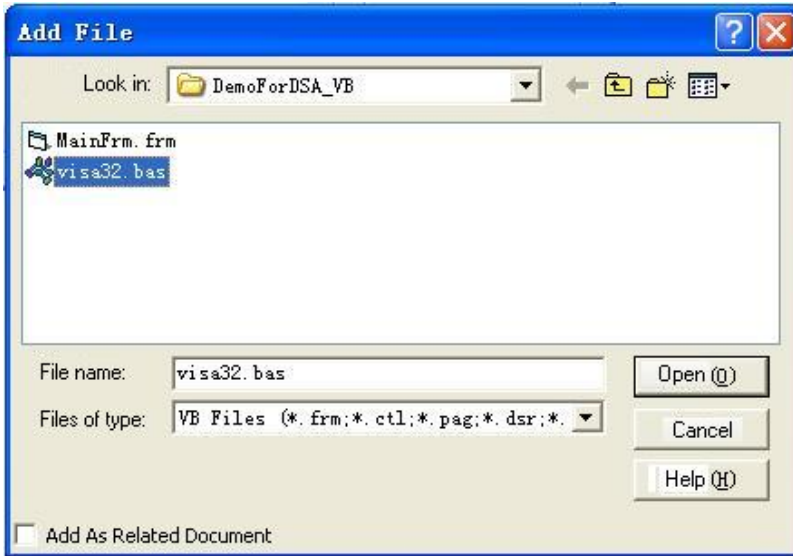 Add File
Look in: DemoForDSA_VB
MainFrm.frm
visa32.bas
File name: visa32.bas Open (O)
Files of type: VB Files (*.frm;*.ctl;*.pag;*.dsr;*.
Cancel
Help (H)
Add As Related Document